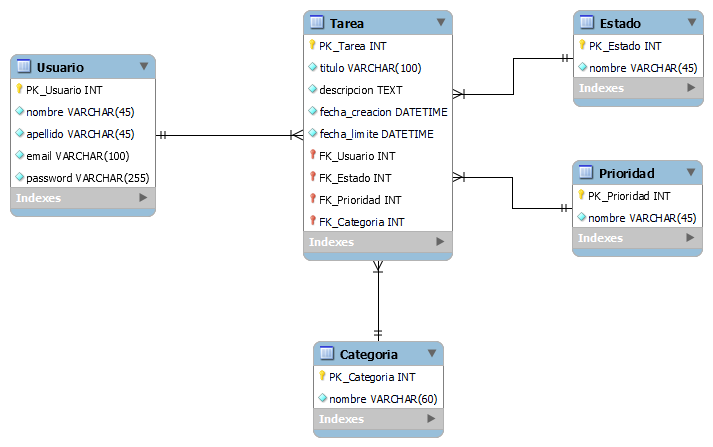 Usuario
PK_Usuario INT
nombre VARCHAR(45)
apellido VARCHAR(45)
email VARCHAR(100)
password VARCHAR(255)
Indexes
Tarea
PK_Tarea INT
titulo VARCHAR(100)
descripcion TEXT
fecha_creacion DATETIME
fecha_limite DATETIME
FK_Usuario INT
FK_Estado INT
FK_Prioridad INT
FK_Categoria INT
Indexes
Estado
PK_Estado INT
nombre VARCHAR(45)
Indexes
Prioridad
PK_Prioridad INT
nombre VARCHAR(45)
Indexes
Categoria
PK_Categoria INT
nombre VARCHAR(60)
Indexes